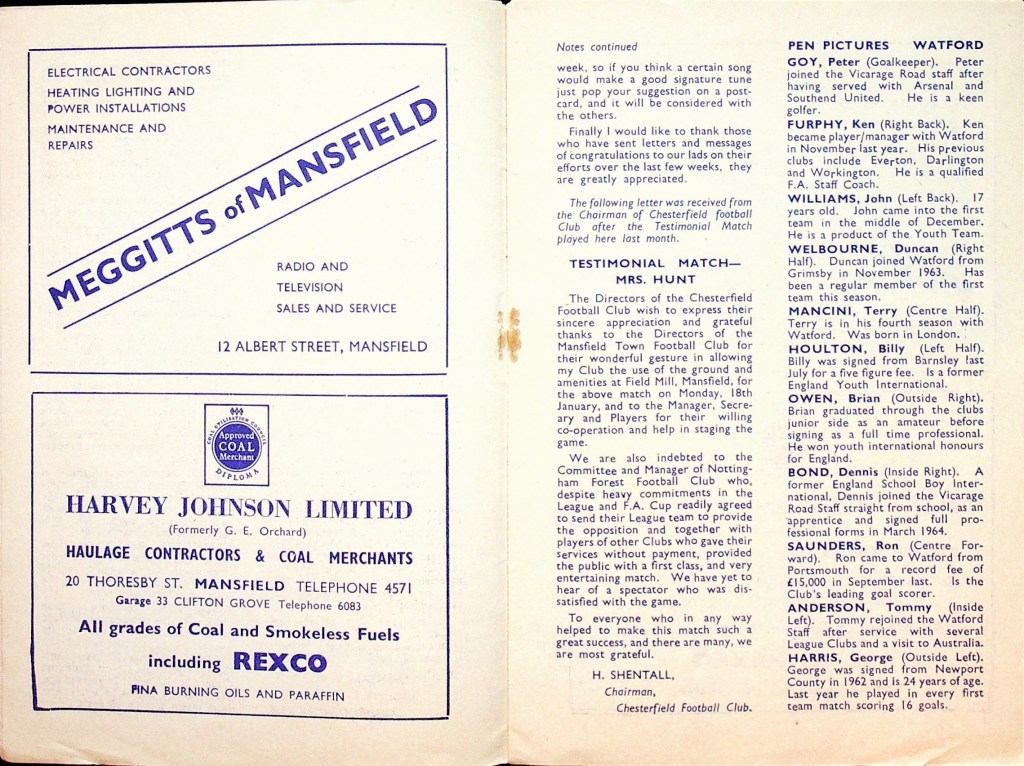 ELECTRICAL CONTRACTORS
HEATING LIGHTING AND
POWER INSTALLATIONS
MAINTENANCE AND
REPAIRS
MEGGITTS of MANSFIELD
RADIO AND
TELEVISION
SALES AND SERVICE
12 ALBERT STREET, MANSFIELD
COAL UTILISATION COUNCIL
Approved
COAL
Merchant
DIPLOMA
HARVEY JOHNSON LIMITED
(Formerly G. E. Orchard)
HAULAGE CONTRACTORS & COAL MERCHANTS
20 THORESBY ST. MANSFIELD TELEPHONE 4571
Garage 33 CLIFTON GROVE Telephone 6083
All grades of Coal and Smokeless Fuels
including REXCO
FINA BURNING OILS AND PARAFFIN
Notes continued
week, so if you think a certain song
would make a good signature tune
just pop your suggestion on a post-
card, and it will be considered with
the others.
Finally I would like to thank those
who have sent letters and messages
of congratulations to our lads on their
efforts over the last few weeks, they
are greatly appreciated.
The following letter was received from
the Chairman of Chesterfield football
Club after the Testimonial Match
played here last month.
TESTIMONIAL MATCH—
MRS. HUNT
The Directors of the Chesterfield
Football Club wish to express their
sincere appreciation and grateful
thanks to the Directors of the
Mansfield Town Football Club for
their wonderful gesture in allowing
my Club the use of the ground and
amenities at Field Mill, Mansfield, for
the above match on Monday, 18th
January, and to the Manager, Secre-
ary and Players for their willing
co-operation and help in staging the
game.
We are also indebted to the
Committee and Manager of Notting-
ham Forest Football Club who,
despite heavy commitments in the
League and F.A. Cup readily agreed
to send their League team to provide
the opposition and together with
players of other Clubs who gave their
services without payment, provided
the public with a first class, and very
entertaining match. We have yet to
hear of a spectator who was dis-
satisfied with the game.
To everyone who in any way
helped to make this match such a
great success, and there are many, we
are most grateful.
H. SHENTALL,
Chairman,
Chesterfield Football Club.
PEN PICTURES WATFORD
GOY, Peter (Goalkeeper). Peter
joined the Vicarage Road staff after
having served with Arsenal and
Southend United. He is a keen
golfer.
FURPHY, Ken (Right Back). Ken
became player/manager with Watford
in November last year. His previous
clubs include Everton, Darlington
and Workington. He is a qualified
F.A. Staff Coach.
WILLIAMS, John (Left Back). 17
years old. John came into the first
team in the middle of December.
He is a product of the Youth Team.
WELBOURNE, Duncan (Right
Half). Duncan joined Watford from
Grimsby in November 1963. Has
been a regular member of the first
team this season.
MANCINI, Terry (Centre Half).
Terry is in his fourth season with
Watford. Was born in London.
HOULTON, Billy (Left Half).
Billy was signed from Barnsley last
July for a five figure fee. Is a former
England Youth International.
OWEN, Brian (Outside Right).
Brian graduated through the clubs
junior side as an amateur before
signing as a full time professional.
He won youth international honours
for England.
BOND, Dennis (Inside Right). A
former England School Boy Inter-
national, Dennis joined the Vicarage
Road Staff straight from school, as an
apprentice and signed full pro-
fessional forms in March 1964.
SAUNDERS, Ron (Centre For-
ward). Ron came to Watford from
Portsmouth for a record fee of
£15,000 in September last. Is the
Club's leading goal scorer.
ANDERSON, Tommy (Inside
Left). Tommy rejoined the Watford
Staff after service with several
League Clubs and a visit to Australia.
HARRIS, George (Outside Left).
George was signed from Newport
County in 1962 and is 24 years of age.
Last year he played in every first
team match scoring 16 goals.